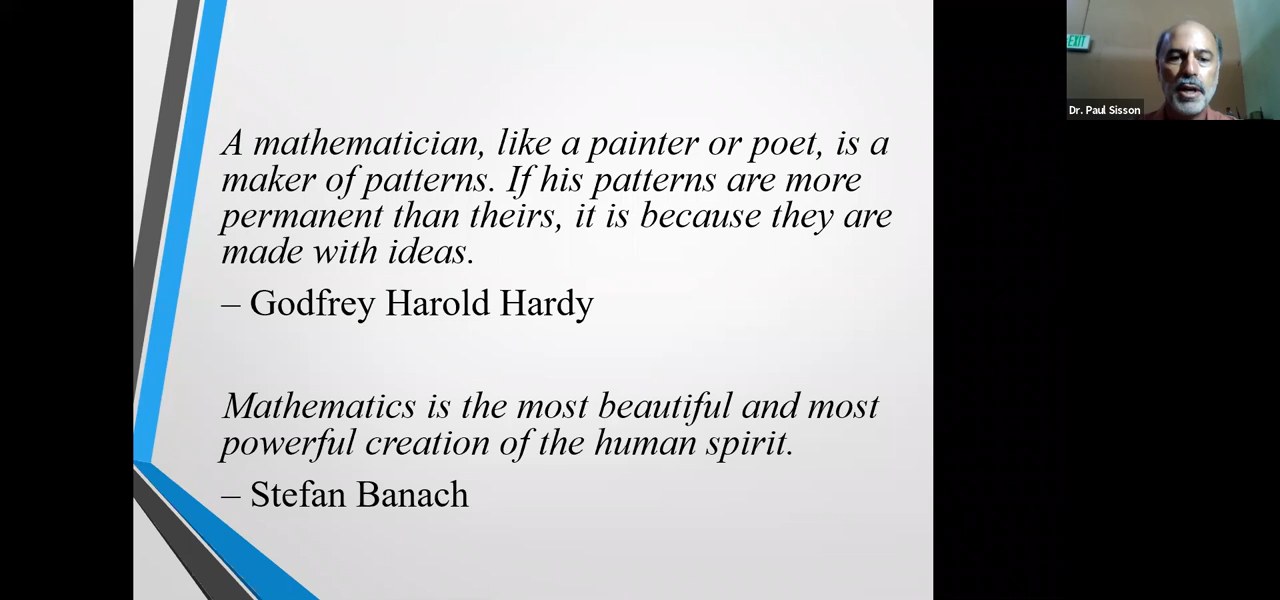 A mathematician, like a painter or poet, is a
maker of patterns. If his patterns are more
permanent than theirs, it is because they are
made with ideas.
– Godfrey Harold Hardy
Mathematics is the most beautiful and most
powerful creation of the human spirit.
– Stefan Banach
EXIT
Dr. Paul Sisson